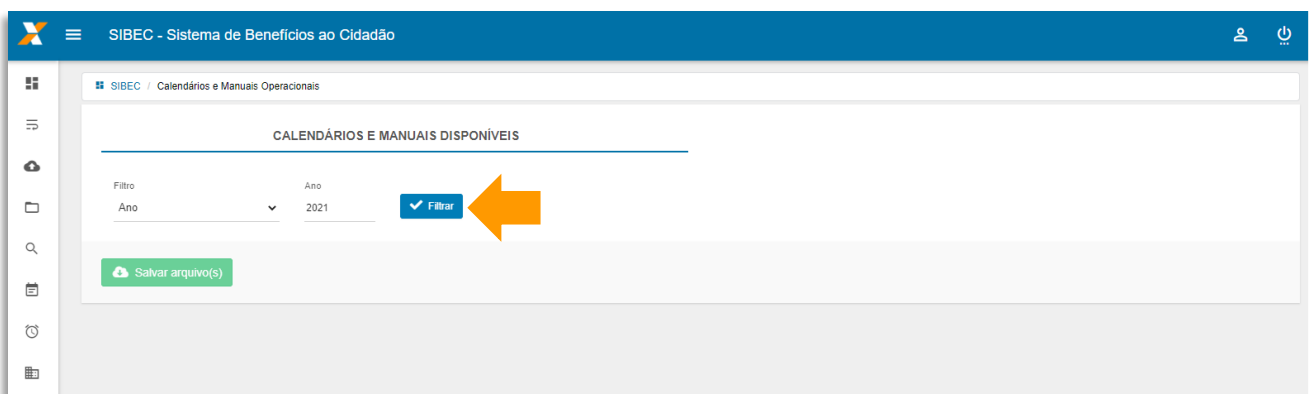 SIBEC - Sistema de Benefícios ao Cidadão
SIBEC / Calendários e Manuais Operacionais
CALENDÁRIOS E MANUAIS DISPONÍVEIS
Filtro Ano
Ano 2021 Filtrar
Salvar arquivo(s)